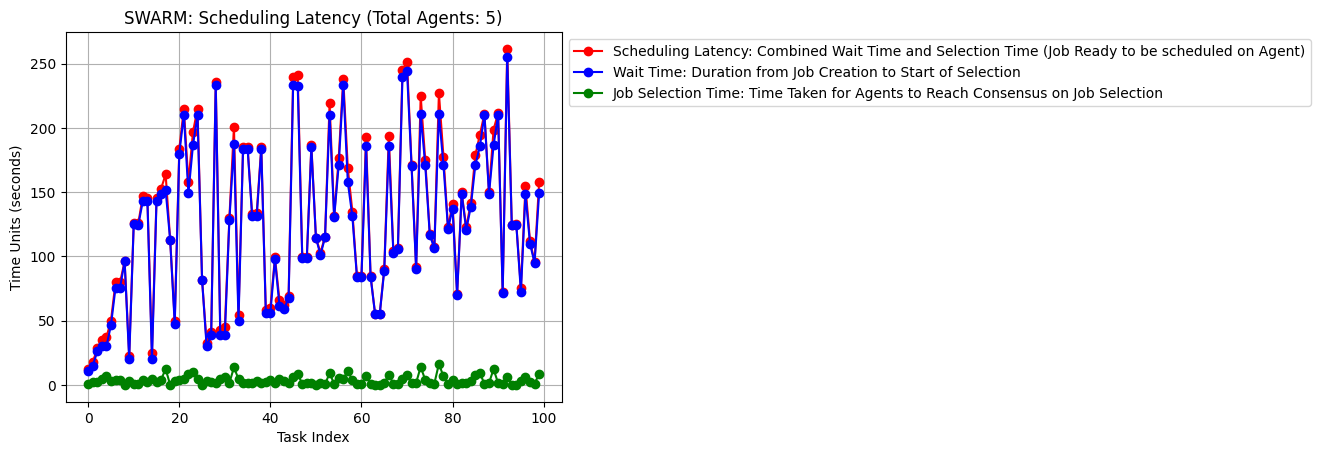 SWARM: Scheduling Latency (Total Agents: 5)
Scheduling Latency: Combined Wait Time and Selection Time (Job Ready to be scheduled on Agent)
Wait Time: Duration from Job Creation to Start of Selection
Job Selection Time: Time Taken for Agents to Reach Consensus on Job Selection
Time Units (seconds)
250
200
150
100
50
0
0 20 40 60 80 100
Task Index